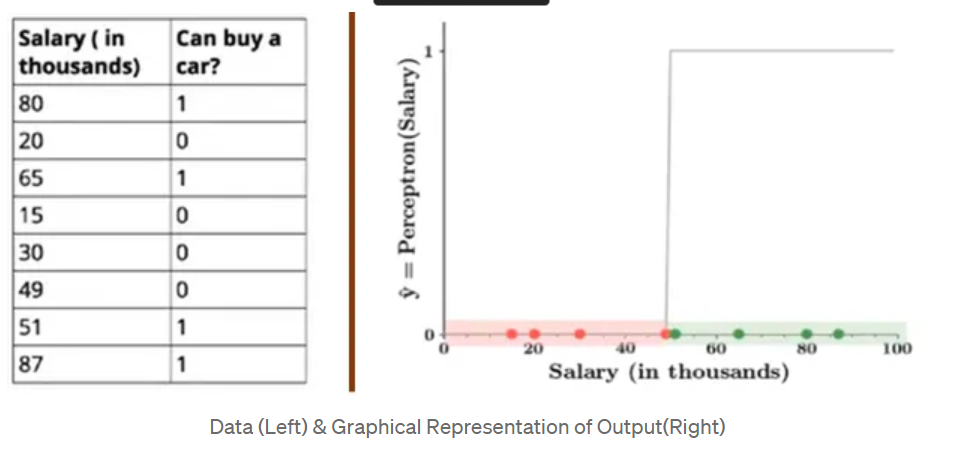 Salary ( in thousands) Can buy a car?
80 1
20 0
65 1
15 0
30 0
49 0
51 1
87 1
ŷ = Perceptron(Salary)
1
0
0 20 40 60 80 100
Salary (in thousands)
Data (Left) & Graphical Representation of Output(Right)